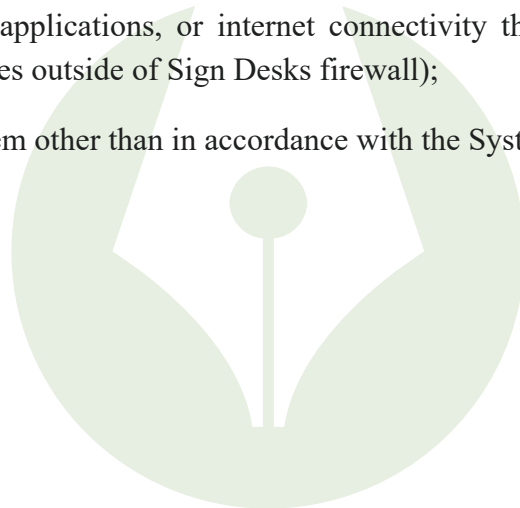 applications, or internet connectivity th
es outside of Sign Desks firewall);
em other than in accordance with the Syst